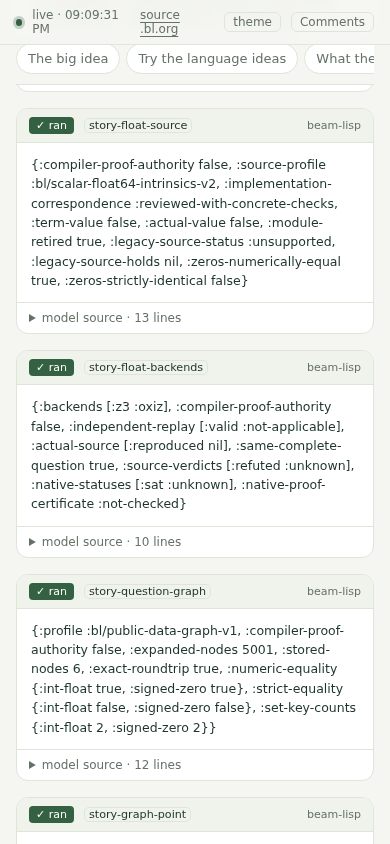 live · 09:09:31
PM
source
.bl.org
theme
Comments
The big idea
Try the language ideas
What the
✓ ran story-float-source beam-lisp
{:compiler-proof-authority false, :source-profile
:bl/scalar-float64-intrinsics-v2, :implementation-
correspondence :reviewed-with-concrete-checks,
:term-value false, :actual-value false, :module-
retired true, :legacy-source-status :unsupported,
:legacy-source-holds nil, :zeros-numerically-equal
true, :zeros-strictly-identical false}
▶ model source · 13 lines
✓ ran story-float-backends beam-lisp
{:backends [:z3 :oxiz], :compiler-proof-authority
false, :independent-replay [:valid :not-applicable],
:actual-source [:reproduced nil], :same-complete-
question true, :source-verdicts [:refuted :unknown],
:native-statuses [:sat :unknown], :native-proof-
certificate :not-checked}
▶ model source · 10 lines
✓ ran story-question-graph beam-lisp
{:profile :bl/public-data-graph-v1, :compiler-proof-
authority false, :expanded-nodes 5001, :stored-
nodes 6, :exact-roundtrip true, :numeric-equality
{:int-float true, :signed-zero true}, :strict-equality
{:int-float false, :signed-zero false}, :set-key-counts
{:int-float 2, :signed-zero 2}}
▶ model source · 12 lines
✓ ran story-graph-point beam-lisp